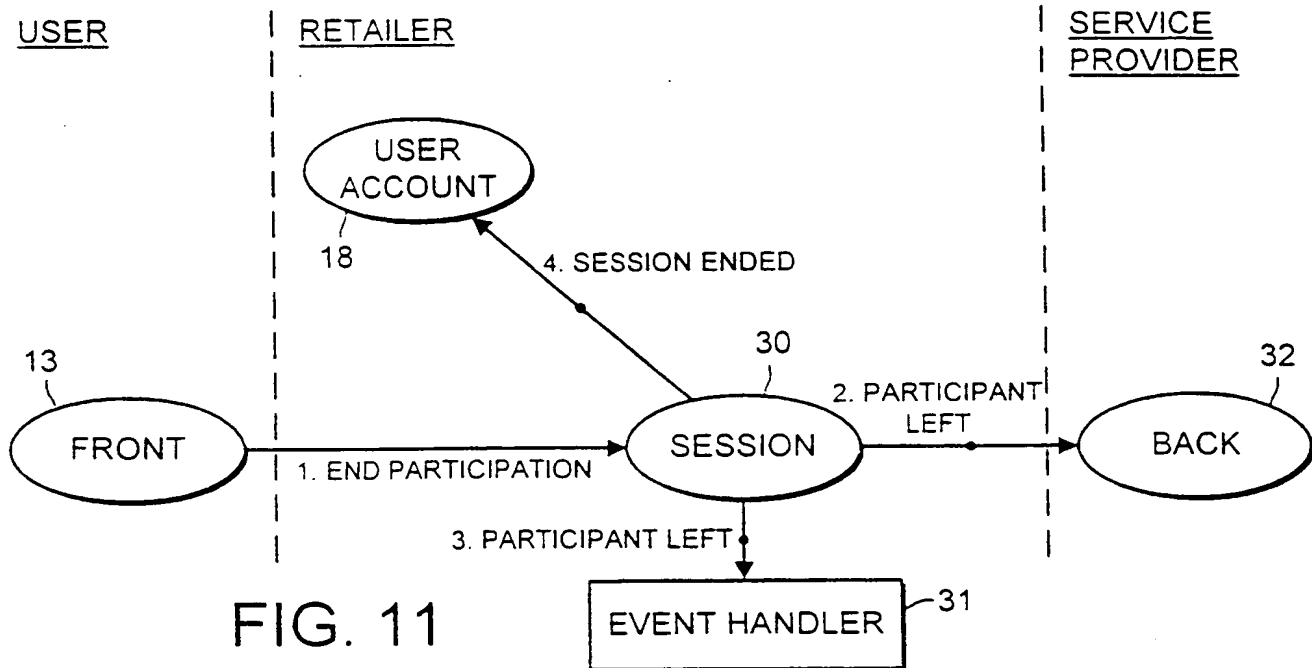 USER
RETAILER
SERVICE
PROVIDER
USER
ACCOUNT
18
4. SESSION ENDED
13
30
32
2. PARTICIPANT
LEFT
FRONT
SESSION
BACK
1. END PARTICIPATION
3. PARTICIPANT LEFT
31
EVENT HANDLER
FIG. 11